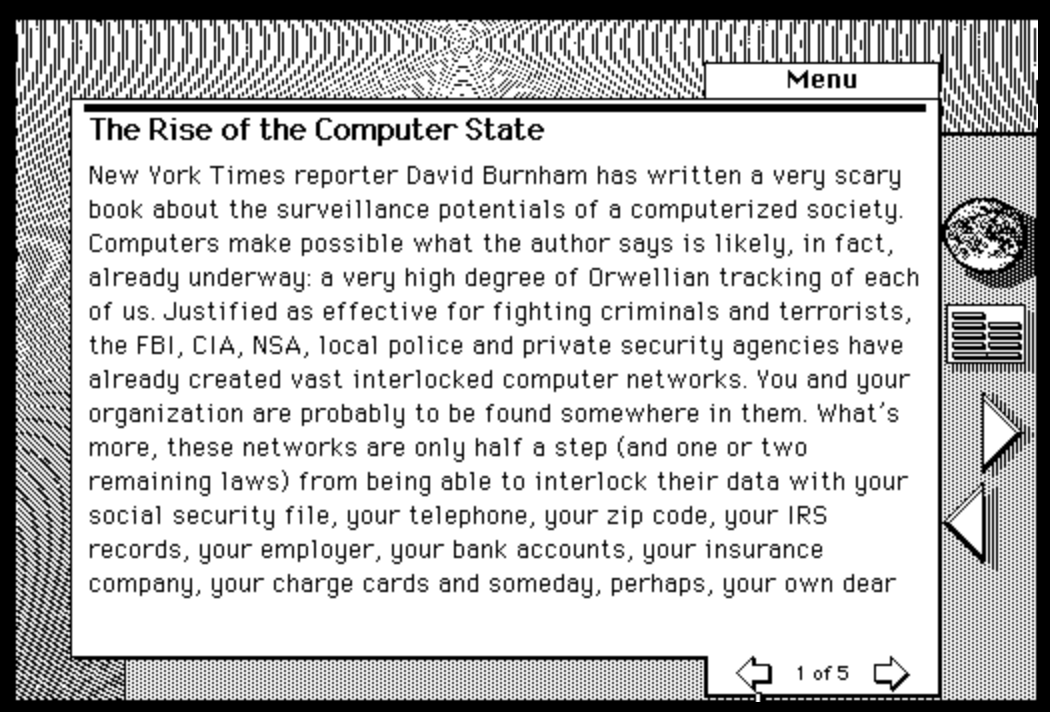 Menu
The Rise of the Computer State
New York Times reporter David Burnham has written a very scary
book about the surveillance potentials of a computerized society.
Computers make possible what the author says is likely, in fact,
already underway: a very high degree of Orwellian tracking of each
of us. Justified as effective for fighting criminals and terrorists,
the FBI, CIA, NSA, local police and private security agencies have
already created vast interlocked computer networks. You and your
organization are probably to be found somewhere in them. What's
more, these networks are only half a step (and one or two
remaining laws) from being able to interlock their data with your
social security file, your telephone, your zip code, your IRS
records, your employer, your bank accounts, your insurance
company, your charge cards and someday, perhaps, your own dear
1 of 5